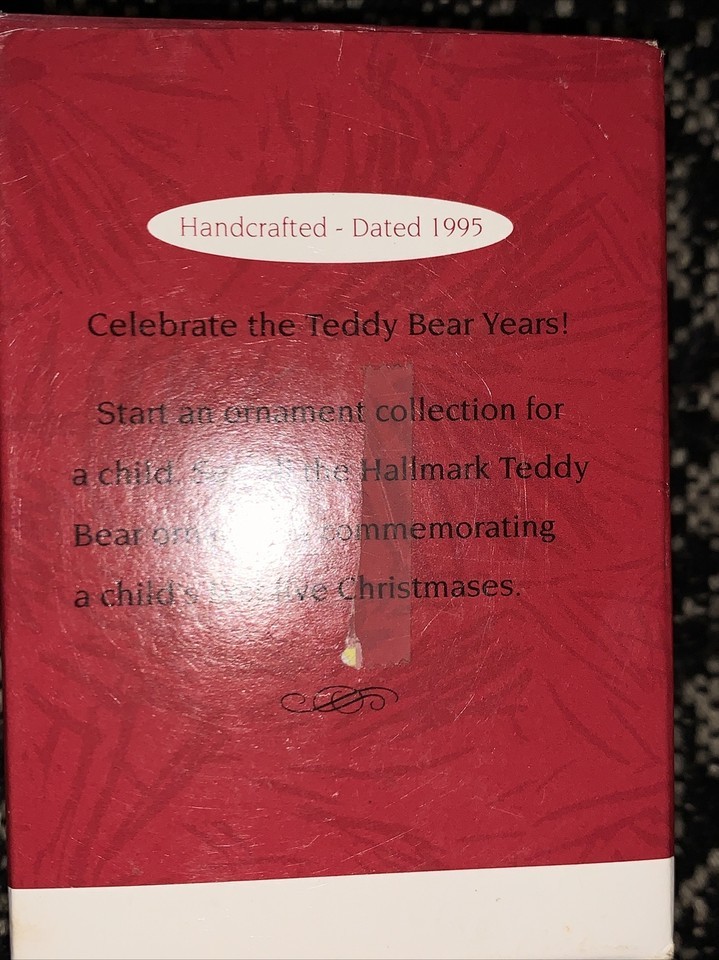 Handcrafted - Dated 1995
Celebrate the Teddy Bear Years!
Start an ornament collection for
a child. the Hallmark Teddy
Bear commemorating
a child's five Christmases.